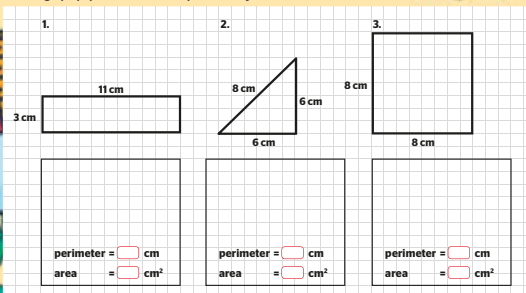 1.
11 cm
3 cm
perimeter = cm
area = cm²
2.
8 cm
6 cm
6 cm
perimeter = cm
area = cm²
3.
8 cm
8 cm
perimeter = cm
area = cm²